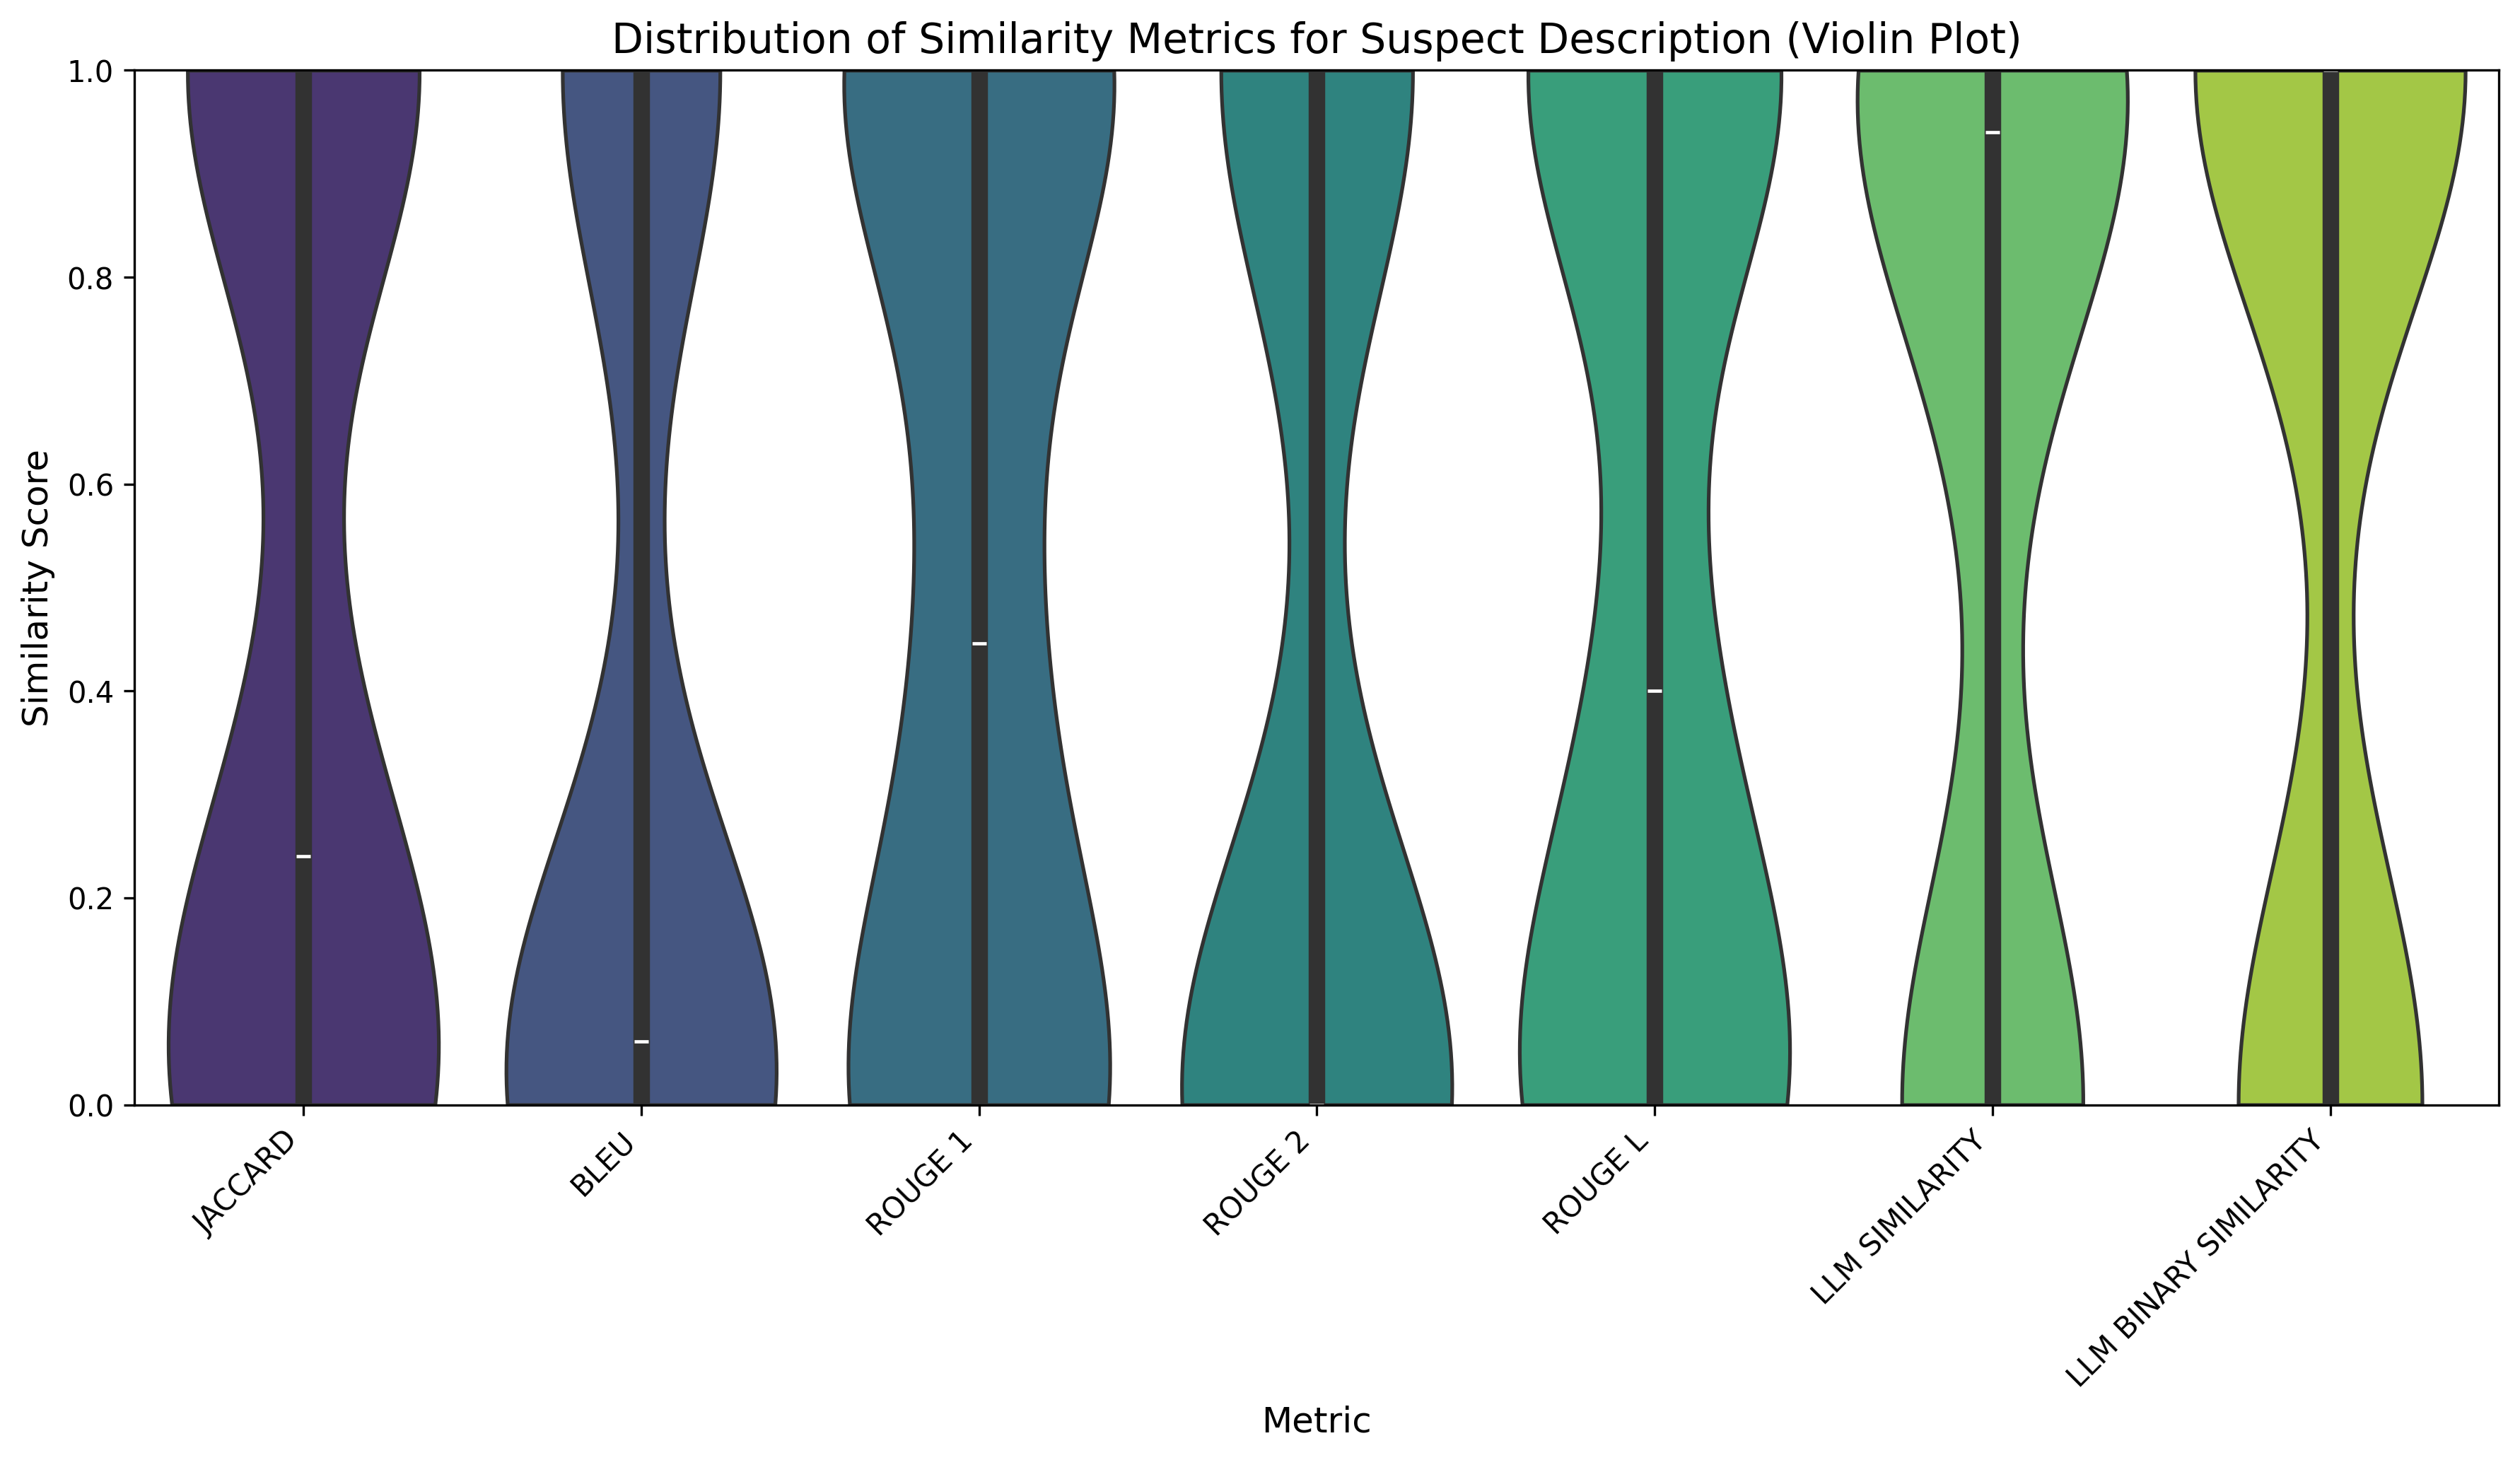 Distribution of Similarity Metrics for Suspect Description (Violin Plot)
Similarity Score
1.0
0.8
0.6
0.4
0.2
0.0
JACCARD
BLEU
ROUGE 1
ROUGE 2
ROUGE L
LLM SIMILARITY
LLM BINARY SIMILARITY
Metric